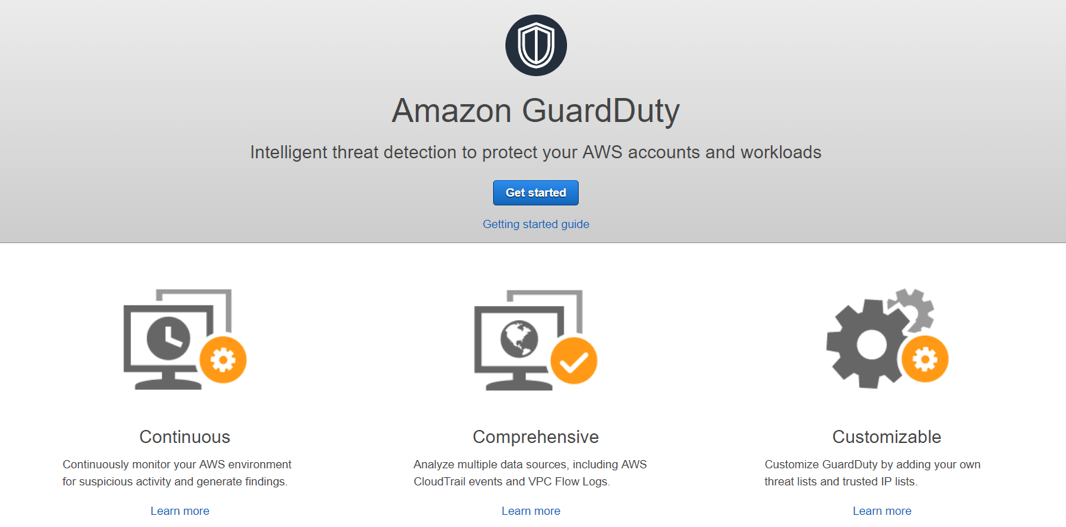 Amazon GuardDuty
Intelligent threat detection to protect your AWS accounts and workloads
Get started
Getting started guide
Continuous
Continuously monitor your AWS environment
for suspicious activity and generate findings.
Learn more
Comprehensive
Analyze multiple data sources, including AWS
CloudTrail events and VPC Flow Logs.
Learn more
Customizable
Customize GuardDuty by adding your own
threat lists and trusted IP lists.
Learn more